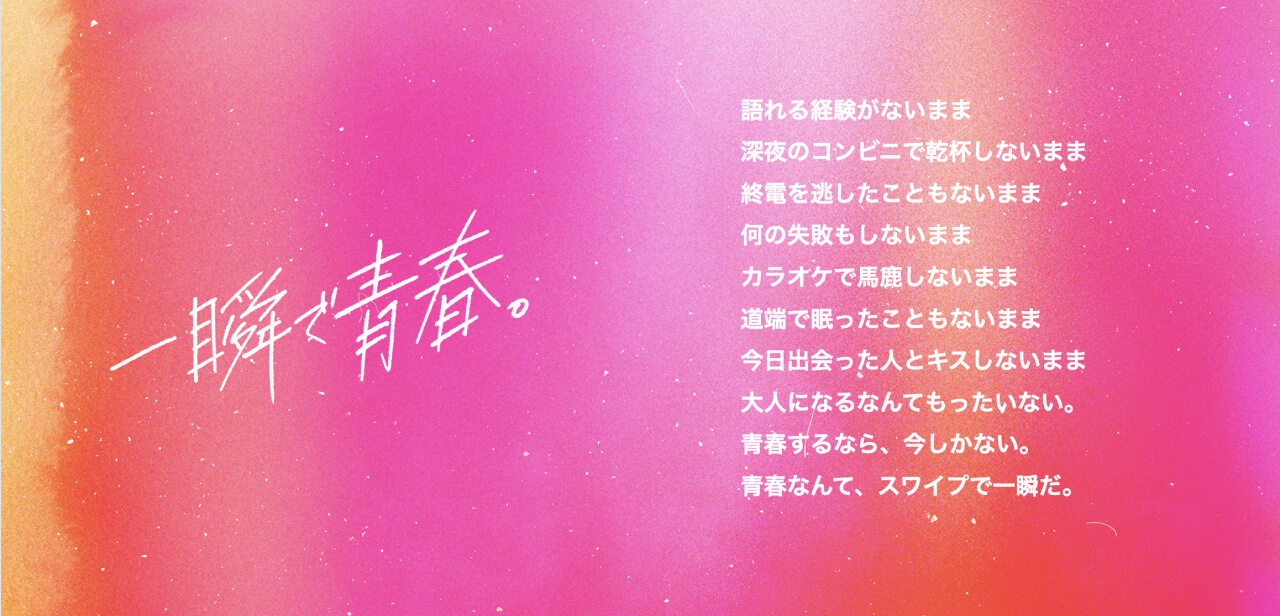 一瞬で青春。
語れる経験がないまま
深夜のコンビニで乾杯しないまま
終電を逃したこともないまま
何の失敗もしないまま
カラオケで馬鹿しないまま
道端で眠ったこともないまま
今日出会った人とキスしないまま
大人になるなんてもったいない。
青春するなら、今しかない。
青春なんて、スワイプで一瞬だ。